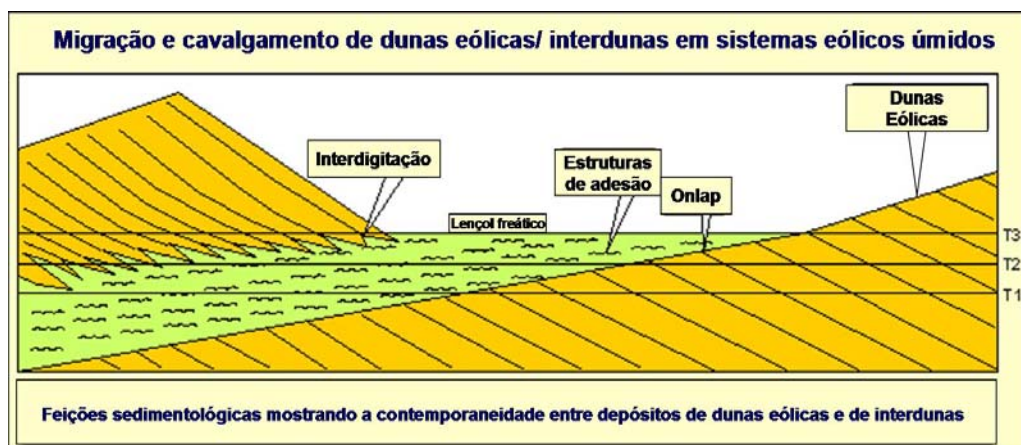 Migração e cavalgamento de dunas eólicas/ interdunas em sistemas eólicos úmidos
Dunas
Eólicas
Interdigitação
Estruturas
de adesão
Onlap
Lençol freático
T3
T2
T1
Feições sedimentológicas mostrando a contemporaneidade entre depósitos de dunas eólicas e de interdunas